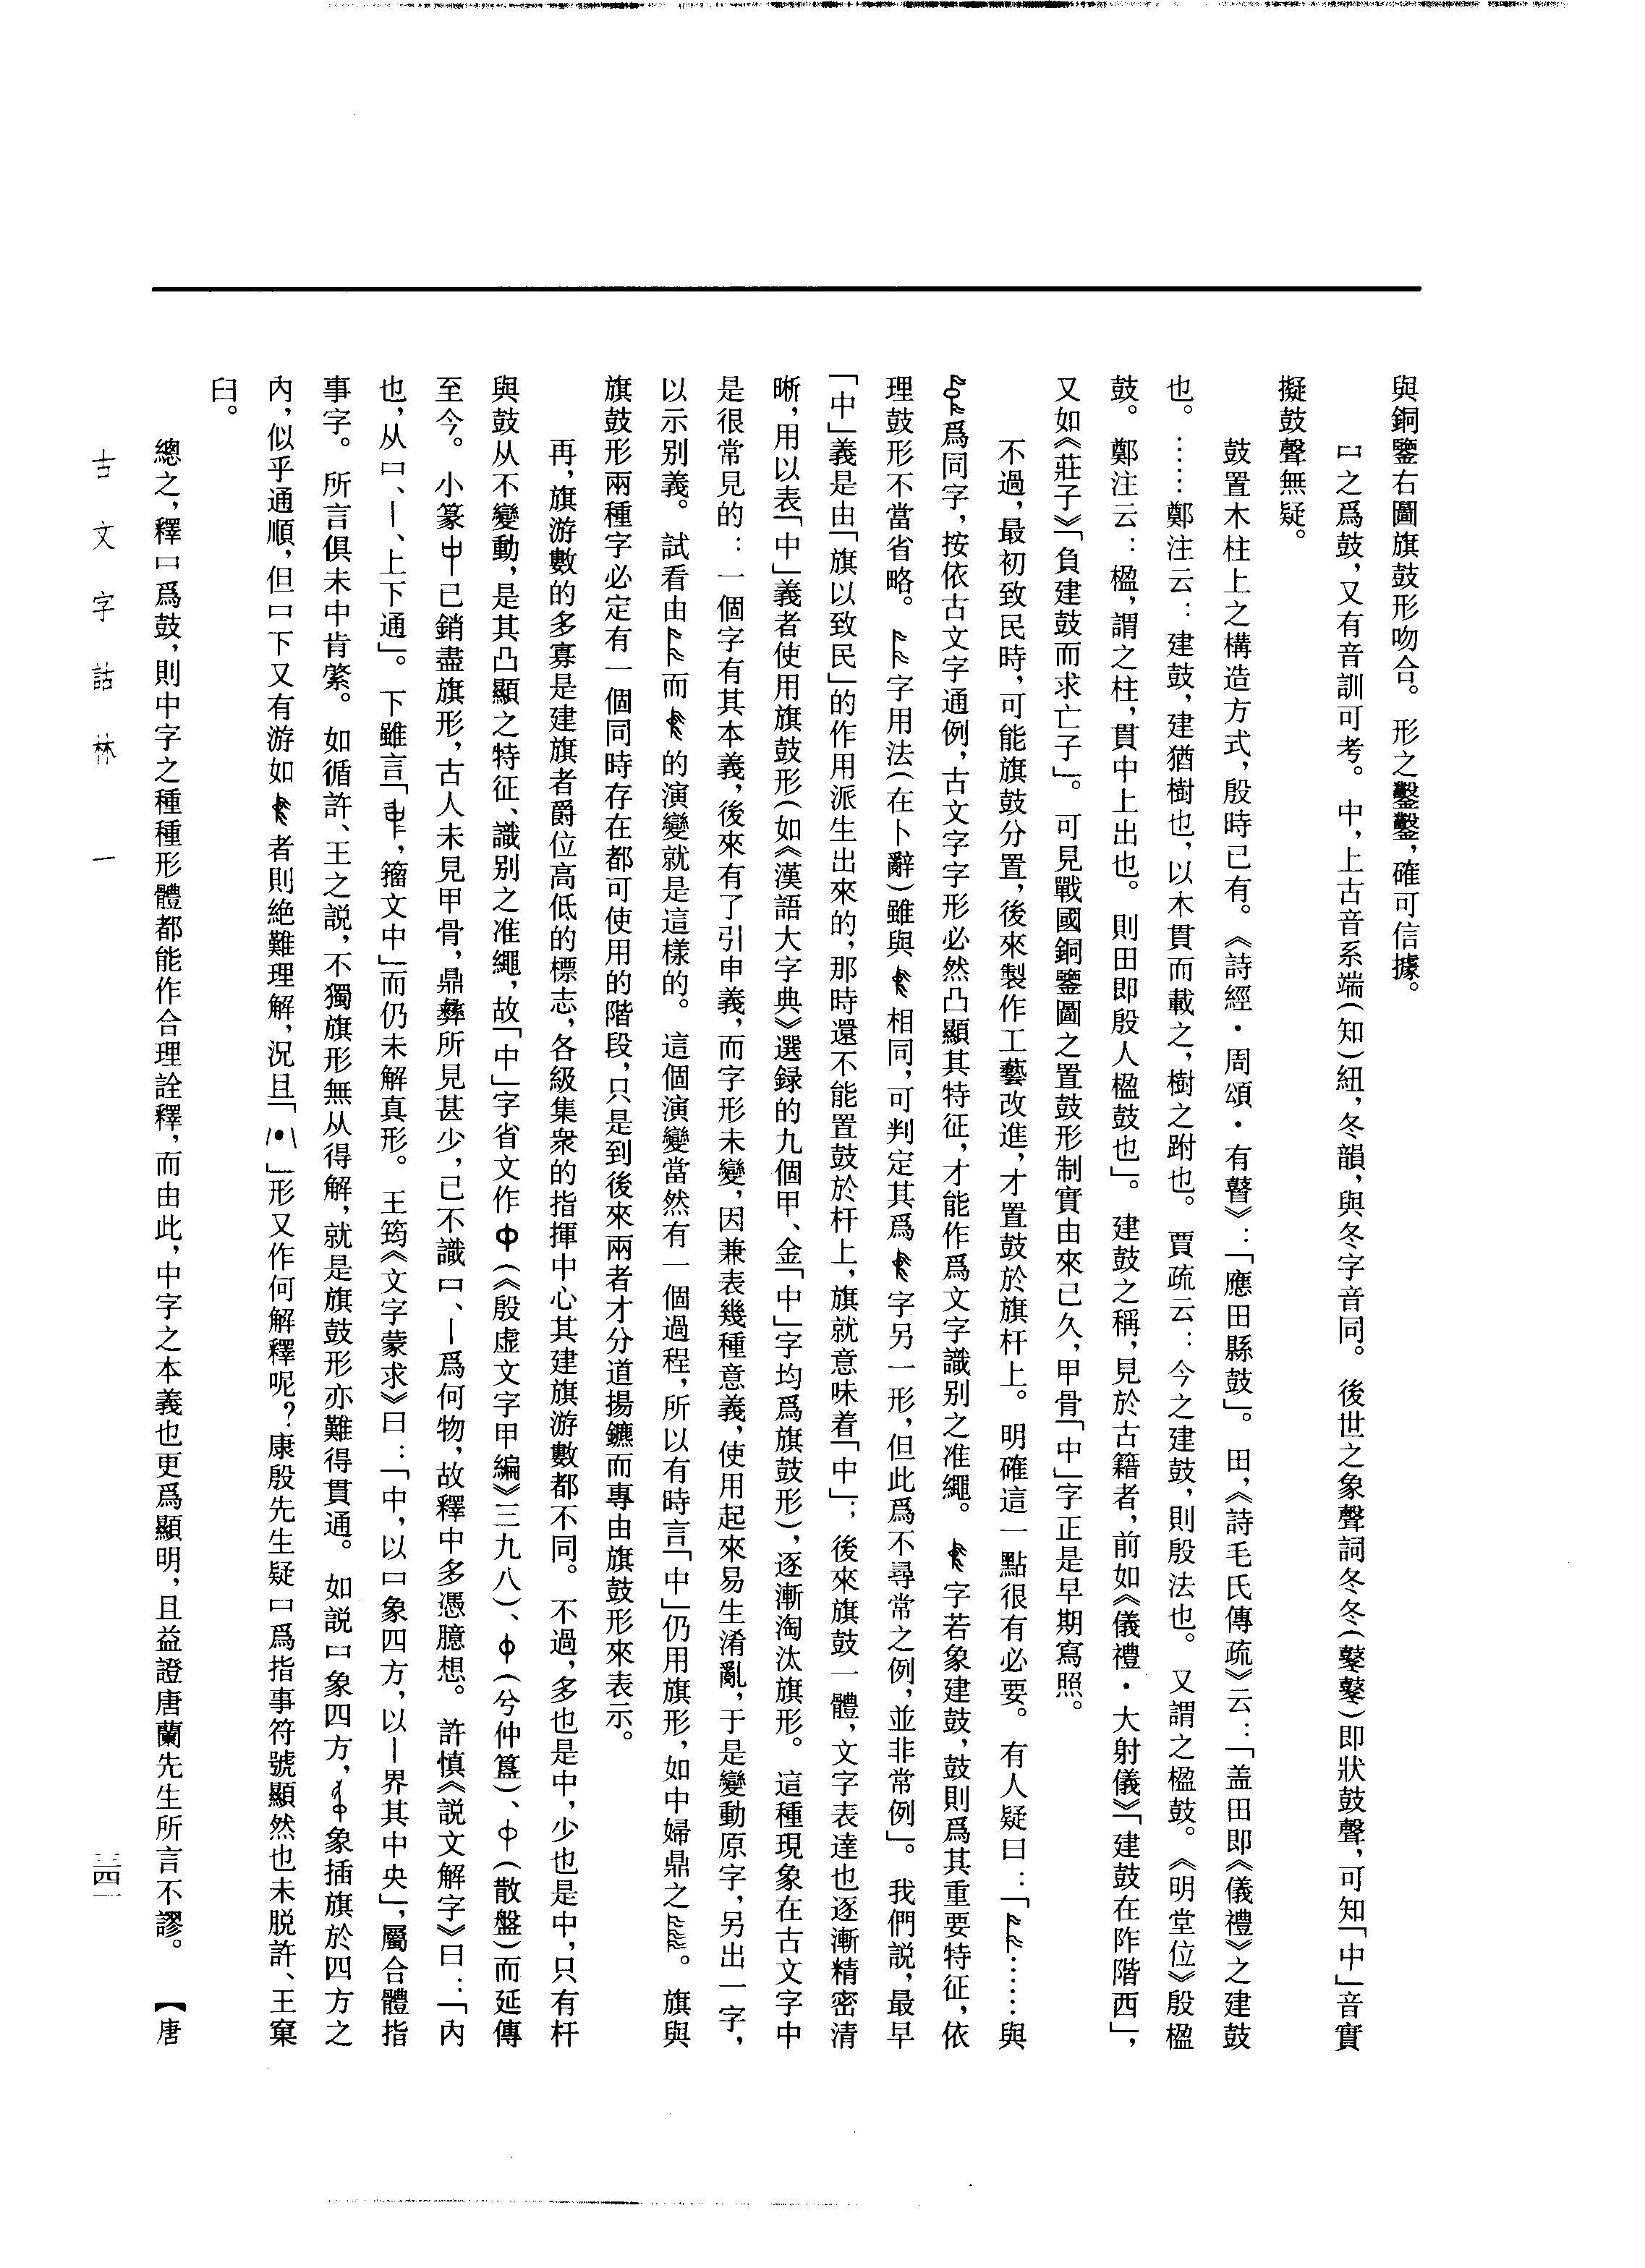 與銅鑒右圖旗鼓形吻合。形之鑿鑿,確可信據。
口之爲鼓,又有音訓可考。中,上古音系端(知)紐,冬韻,與冬字音同。後世之象聲詞冬冬(鼕鼕)即狀鼓聲,可知「中」音實
擬鼓聲無疑。
鼓置木柱上之構造方式,殷時已有。《詩經・周頌・有瞽》:「應田縣鼓」。田,《詩毛氏傳疏》云:「盖田即《儀禮》之建鼓
也。……鄭注云:建鼓,建猶樹也,以木貫而載之,樹之跗也。賈疏云:今之建鼓,則殷法也。又謂之楹鼓。《明堂位》殷楹
鼓。鄭注云:楹,謂之柱,貫中上出也。則田即殷人楹鼓也」。建鼓之稱,見於古籍者,前如《儀禮・大射儀》「建鼓在阼階西」,
又如《莊子》「負建鼓而求亡子」。可見戰國銅鑒圖之置鼓形制實由來已久,甲骨「中」字正是早期寫照。
不過,最初致民時,可能旗鼓分置,後來製作工藝改進,才置鼓於旗杆上。明確這一點很有必要。有人疑曰:「……與
爲同字,按依古文字通例,古文字字形必然凸顯其特征,才能作爲文字識别之准繩。字若象建鼓,鼓則爲其重要特征,依
理鼓形不當省略。字用法(在卜辭)雖與相同,可判定其爲字另一形,但此爲不尋常之例,並非常例」。我們説,最早
「中」義是由「旗以致民」的作用派生出來的,那時還不能置鼓於杆上,旗就意味着「中」;後來旗鼓一體,文字表達也逐漸精密清
晰,用以表「中」義者使用旗鼓形(如《漢語大字典》選録的九個甲、金「中」字均爲旗鼓形),逐漸淘汰旗形。這種現象在古文字中
是很常見的:一個字有其本義,後來有了引申義,而字形未變,因兼表幾種意義,使用起來易生淆亂,于是變動原字,另出一字,
以示别義。試看由而的演變就是這樣的。這個演變當然有一個過程,所以有時言「中」仍用旗形,如中婦鼎之。旗與
旗鼓形兩種字必定有一個同時存在都可使用的階段,只是到後來兩者才分道揚鑣而專由旗鼓形來表示。
再,旗游數的多寡是建旗者爵位高低的標志,各級集衆的指揮中心其建旗游數都不同。不過,多也是中,少也是中,只有杆
與鼓从不變動,是其凸顯之特征、識别之准繩,故「中」字省文作(《殷虚文字甲編》三九八)、(兮仲簋)、(散盤)而延傳
至今。小篆已銷盡旗形,古人未見甲骨,鼎彝所見甚少,已不識口、丨爲何物,故釋中多憑臆想。許慎《説文解字》曰:「内
也,从口、丨、上下通」。下雖言「,籀文中」而仍未解真形。王筠《文字蒙求》曰:「中,以口象四方,以丨界其中央」,屬合體指
事字。所言俱未中肯綮。如循許、王之説,不獨旗形無从得解,就是旗鼓形亦難得貫通。如説口象四方,象插旗於四方之
内,似乎通順,但口下又有游如者則絶難理解,況且「」形又作何解釋呢?康殷先生疑口爲指事符號顯然也未脱許、王窠
臼。
總之,釋口爲鼓,則中字之種種形體都能作合理詮釋,而由此,中字之本義也更爲顯明,且益證唐蘭先生所言不謬。【唐
古文字詁林 一
三四一